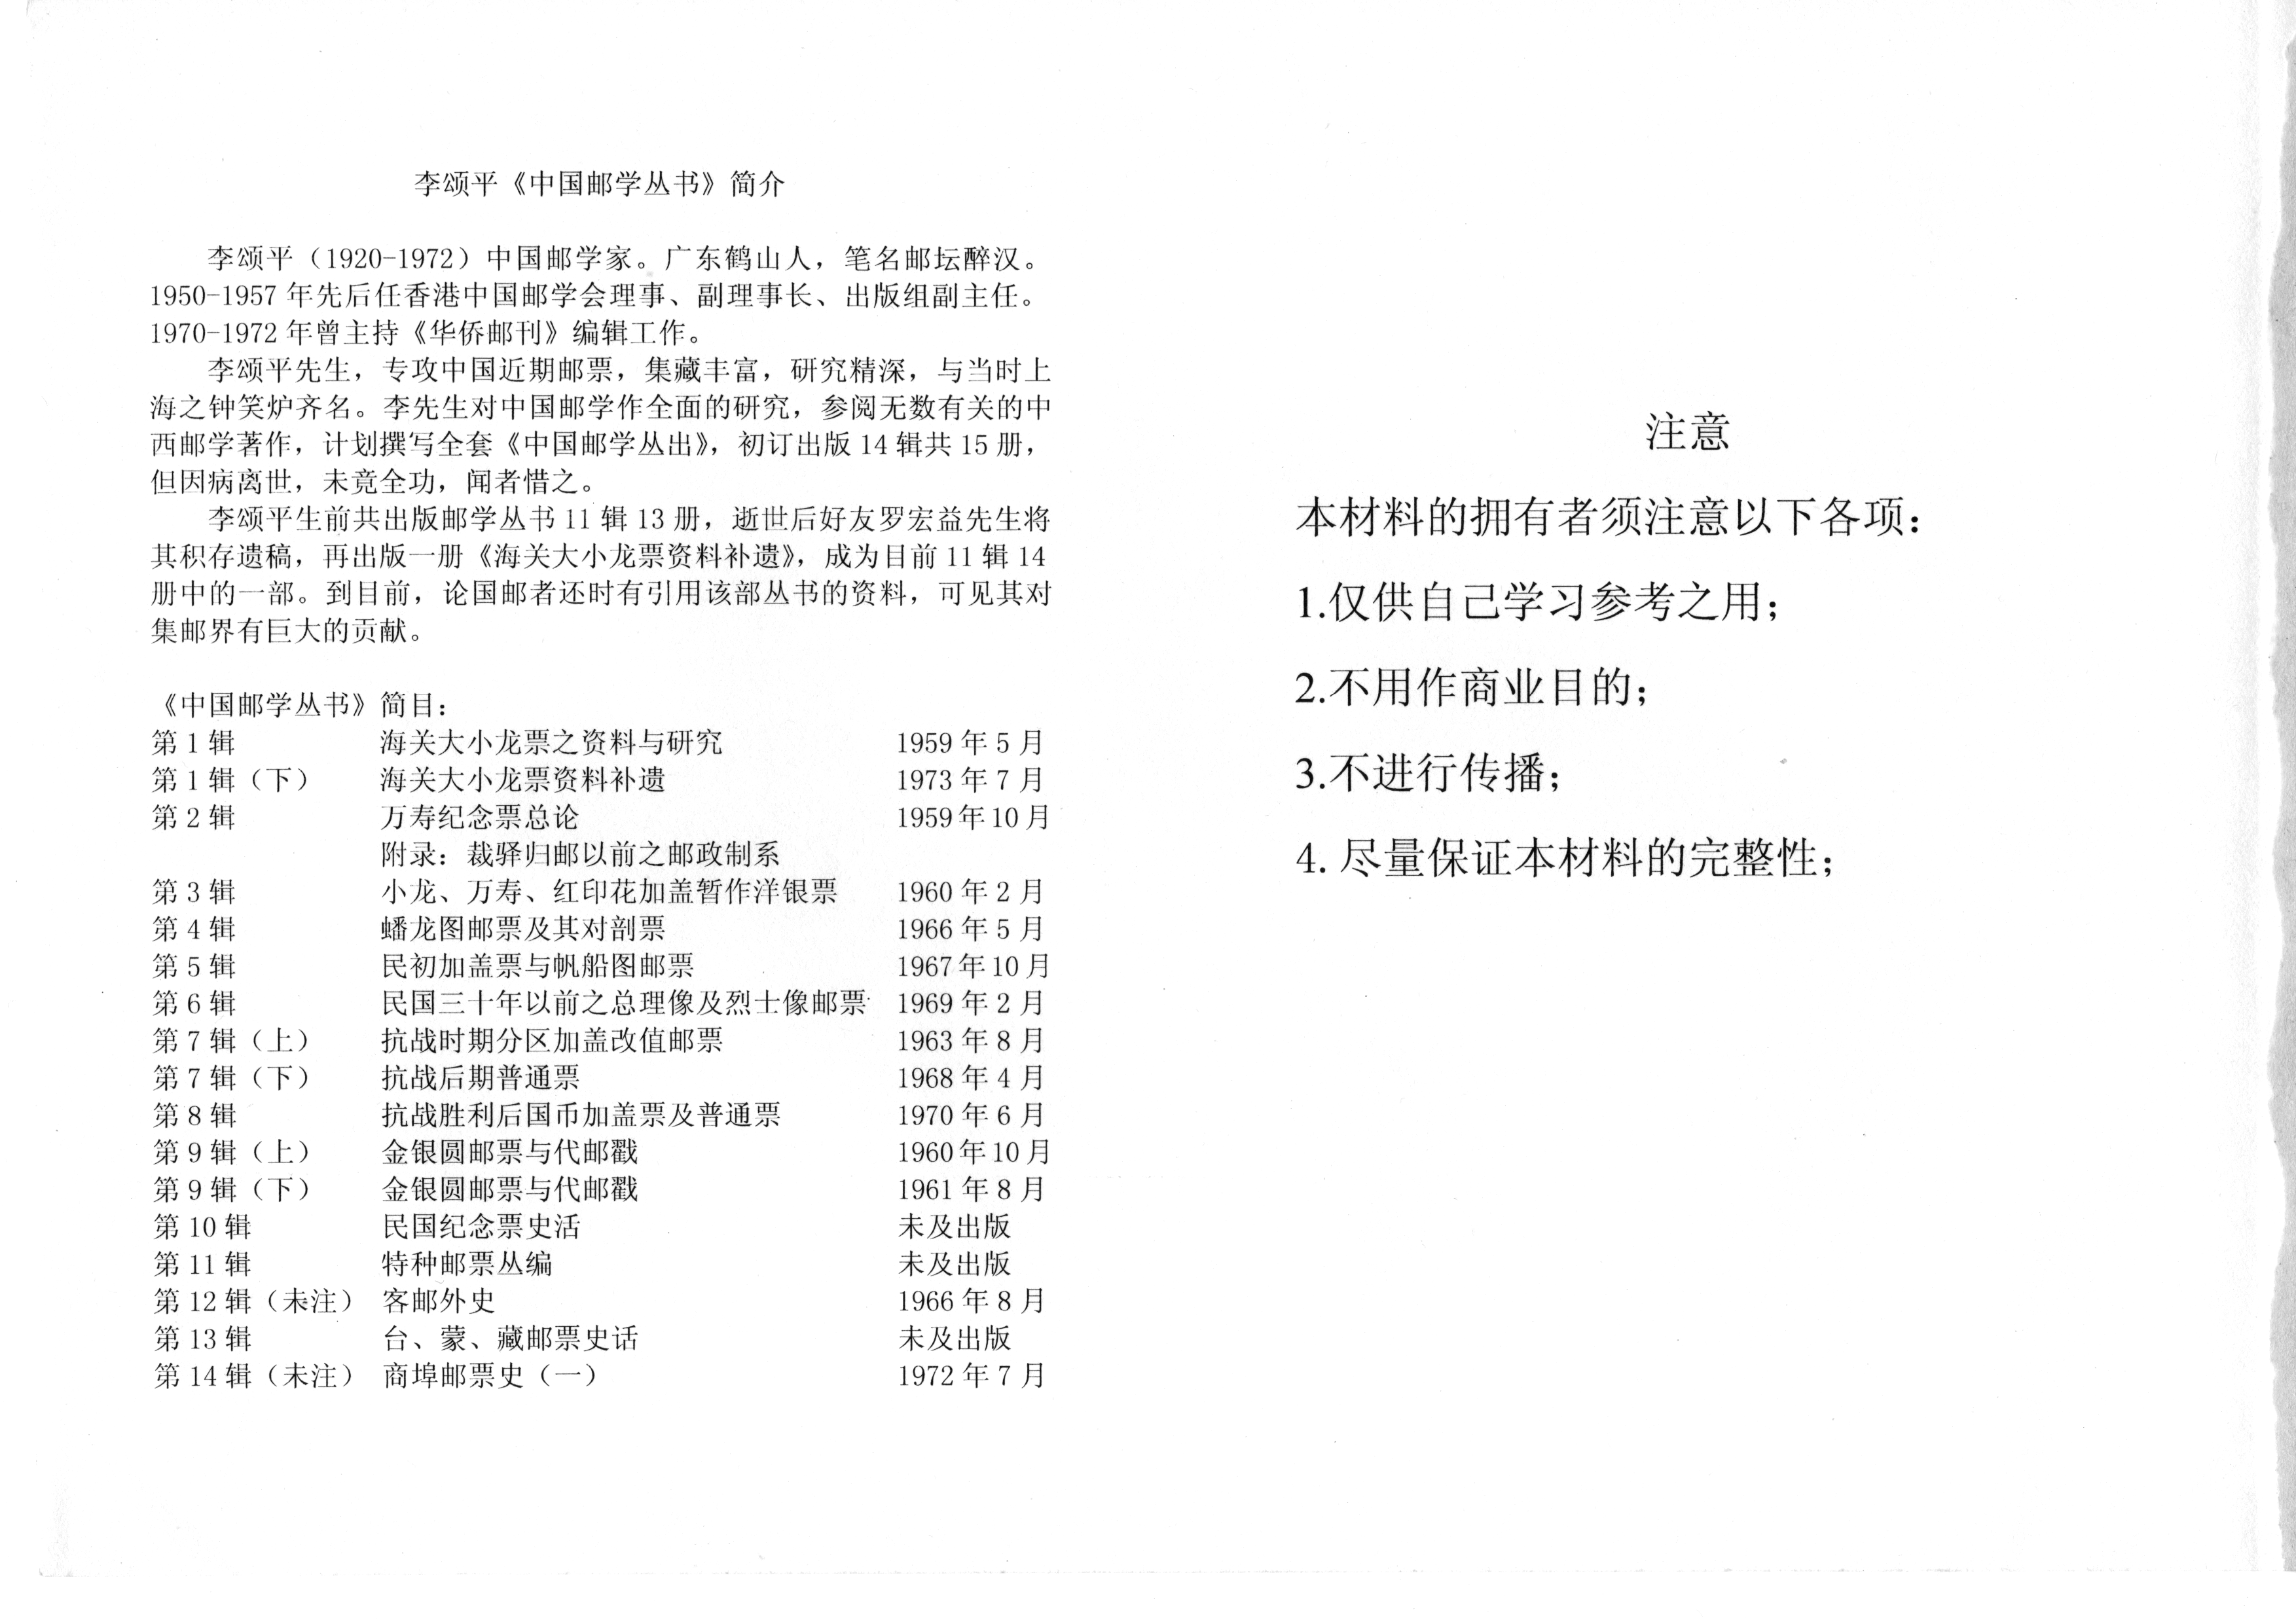 李颂平《中国邮学丛书》简介
李颂平（1920-1972）中国邮学家。广东鹤山人，笔名邮坛醉汉。
1950-1957 年先后任香港中国邮学会理事、副理事长、出版组副主任。
1970-1972 年曾主持《华侨邮刊》编辑工作。
李颂平先生，专攻中国近期邮票，集藏丰富，研究精深，与当时上
海之钟笑炉齐名。李先生对中国邮学作全面的研究，参阅无数有关的中
西邮学著作，计划撰写全套《中国邮学丛出》，初订出版 14 辑共 15 册，
但因病离世，未竟全功，闻者惜之。
李颂平生前共出版邮学丛书 11 辑 13 册，逝世后好友罗宏益先生将
其积存遗稿，再出版一册《海关大小龙票资料补遗》，成为目前 11 辑 14
册中的一部。到目前，论国邮者还时有引用该部丛书的资料，可见其对
集邮界有巨大的贡献。
《中国邮学丛书》简目：
第 1 辑 海关大小龙票之资料与研究 1959 年 5 月
第 1 辑（下） 海关大小龙票资料补遗 1973 年 7 月
第 2 辑 万寿纪念票总论 1959 年 10 月
附录：裁驿归邮以前之邮政制系
第 3 辑 小龙、万寿、红印花加盖暂作洋银票 1960 年 2 月
第 4 辑 蟠龙图邮票及其对剖票 1966 年 5 月
第 5 辑 民初加盖票与帆船图邮票 1967 年 10 月
第 6 辑 民国三十年以前之总理像及烈士像邮票 1969 年 2 月
第 7 辑（上） 抗战时期分区加盖改值邮票 1963 年 8 月
第 7 辑（下） 抗战后期普通票 1968 年 4 月
第 8 辑 抗战胜利后国币加盖票及普通票 1970 年 6 月
第 9 辑（上） 金银圆邮票与代邮戳 1960 年 10 月
第 9 辑（下） 金银圆邮票与代邮戳 1961 年 8 月
第 10 辑 民国纪念票史活 未及出版
第 11 辑 特种邮票丛编 未及出版
第 12 辑（未注） 客邮外史 1966 年 8 月
第 13 辑 台、蒙、藏邮票史话 未及出版
第 14 辑（未注） 商埠邮票史（一） 1972 年 7 月
注意
本材料的拥有者须注意以下各项：
1.仅供自己学习参考之用；
2.不用作商业目的；
3.不进行传播；
4. 尽量保证本材料的完整性；